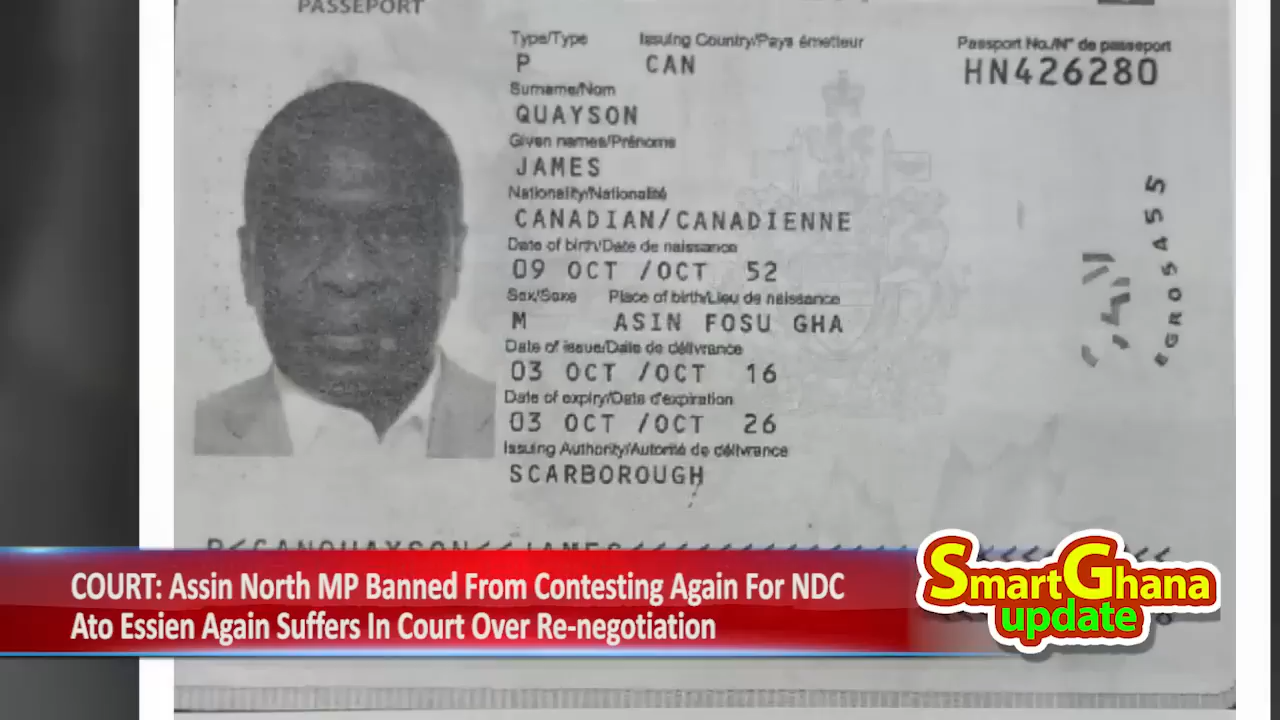 PASSEPORT
Type/Type Issuing Country/Pays émetteur Passport No./N° de passeport
P CAN HN426280
Surname/Nom
QUAYSON
Given names/Prénoms
JAMES
Nationality/Nationalité
CANADIAN/CANADIENNE
Date of birth/Date de naissance
09 OCT /OCT 52
Sex/Sexe Place of birth/Lieu de naissance
M ASIN FOSU GHA
Date of issue/Date de délivrance
03 OCT /OCT 16
Date of expiry/Date d'expiration
03 OCT /OCT 26
Issuing Authority/Autorité de délivrance
SCARBOROUGH
EGR05455
P<CANQUAYSON<<JAMES<<<<<<<<<<<<<<<<<
COURT: Assin North MP Banned From Contesting Again For NDC
Ato Essien Again Suffers In Court Over Re-negotiation
SmartGhana
update